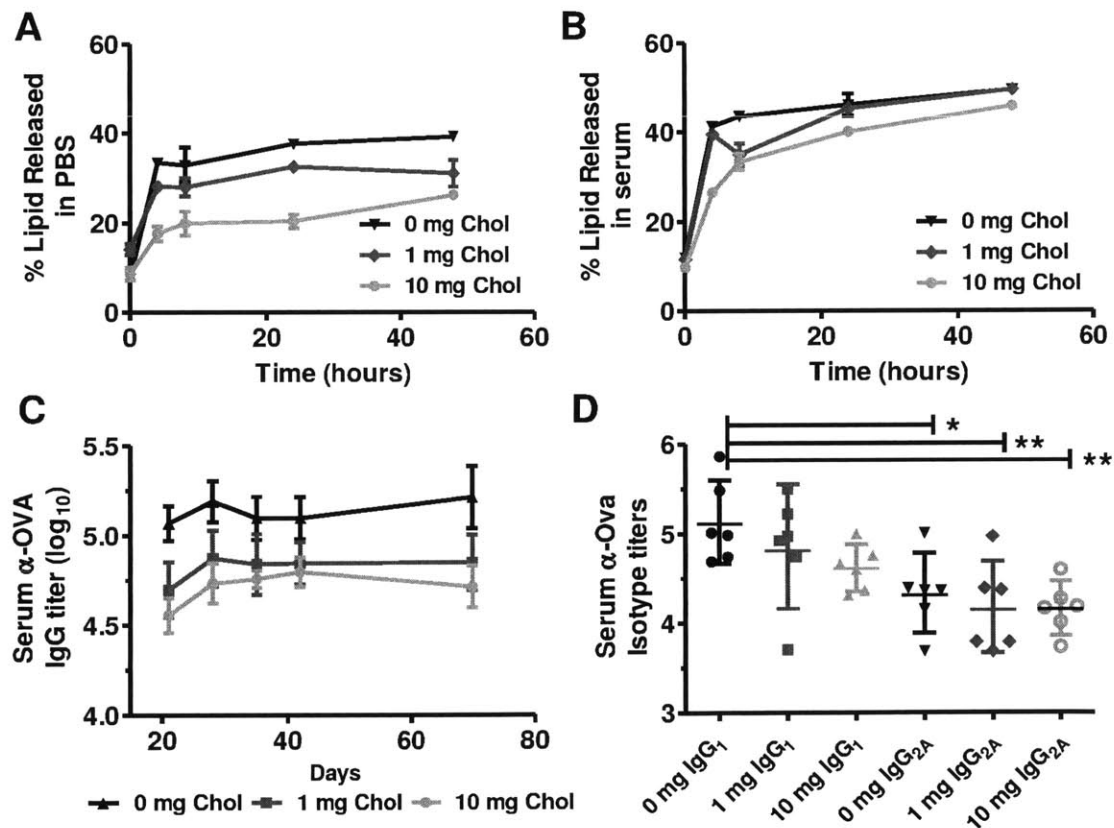 A
% Lipid Released
in PBS
60
40
20
0
0
20
40
60
Time (hours)
0 mg Chol
1 mg Chol
10 mg Chol
B
% Lipid Released
in serum
60
40
20
0
0
20
40
60
Time (hours)
0 mg Chol
1 mg Chol
10 mg Chol
C
Serum α-OVA
IgG titer (log₁₀)
5.5
5.0
4.5
4.0
20
40
60
80
Days
0 mg Chol 1 mg Chol 10 mg Chol
D
Serum α-Ova
Isotype titers
6
5
4
3
*
**
**
0 mg IgG₁
1 mg IgG₁
10 mg IgG₁
0 mg IgG₂A
1 mg IgG₂A
10 mg IgG₂A